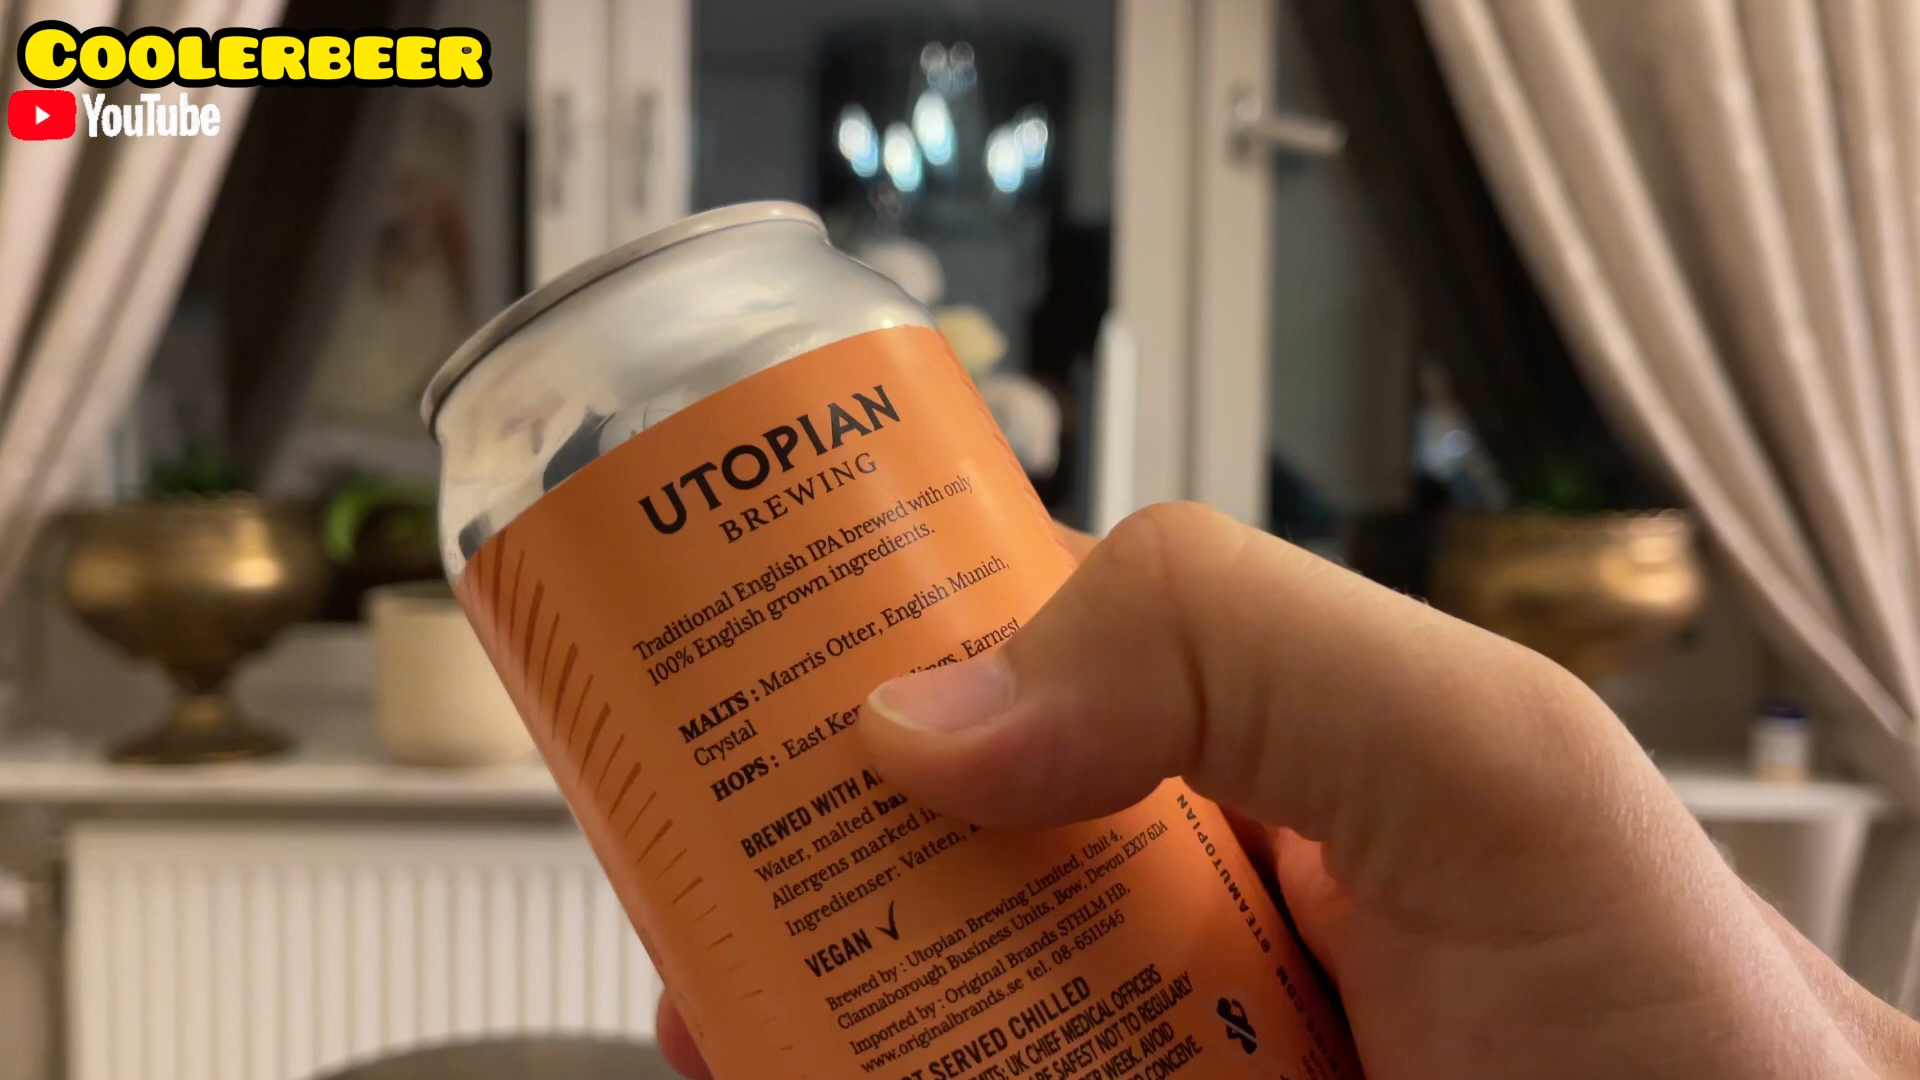 COOLERBEER
YouTube
UTOPIAN
BREWING
Traditional English IPA brewed with only
100% English grown ingredients.
MALTS : Marris Otter, English Munich,
Crystal
HOPS : East Earnest
BREWED WITH
Water, malted
Allergens marked
Ingredienser: Vatten,
VEGAN ✓
Brewed by : Utopian Brewing Limited, Unit 4,
Clannaborough Business Units, Bow, Devon EX17 6DA
Imported by : Original Brands STHLM HB,
www.originalbrands.se tel. 08-6511545
SERVED CHILLED
UK CHIEF MEDICAL OFFICERS
SAFEST NOT TO REGULARLY
PER WEEK. AVOID
CONCEIVE
@TEAMUTOPIAN